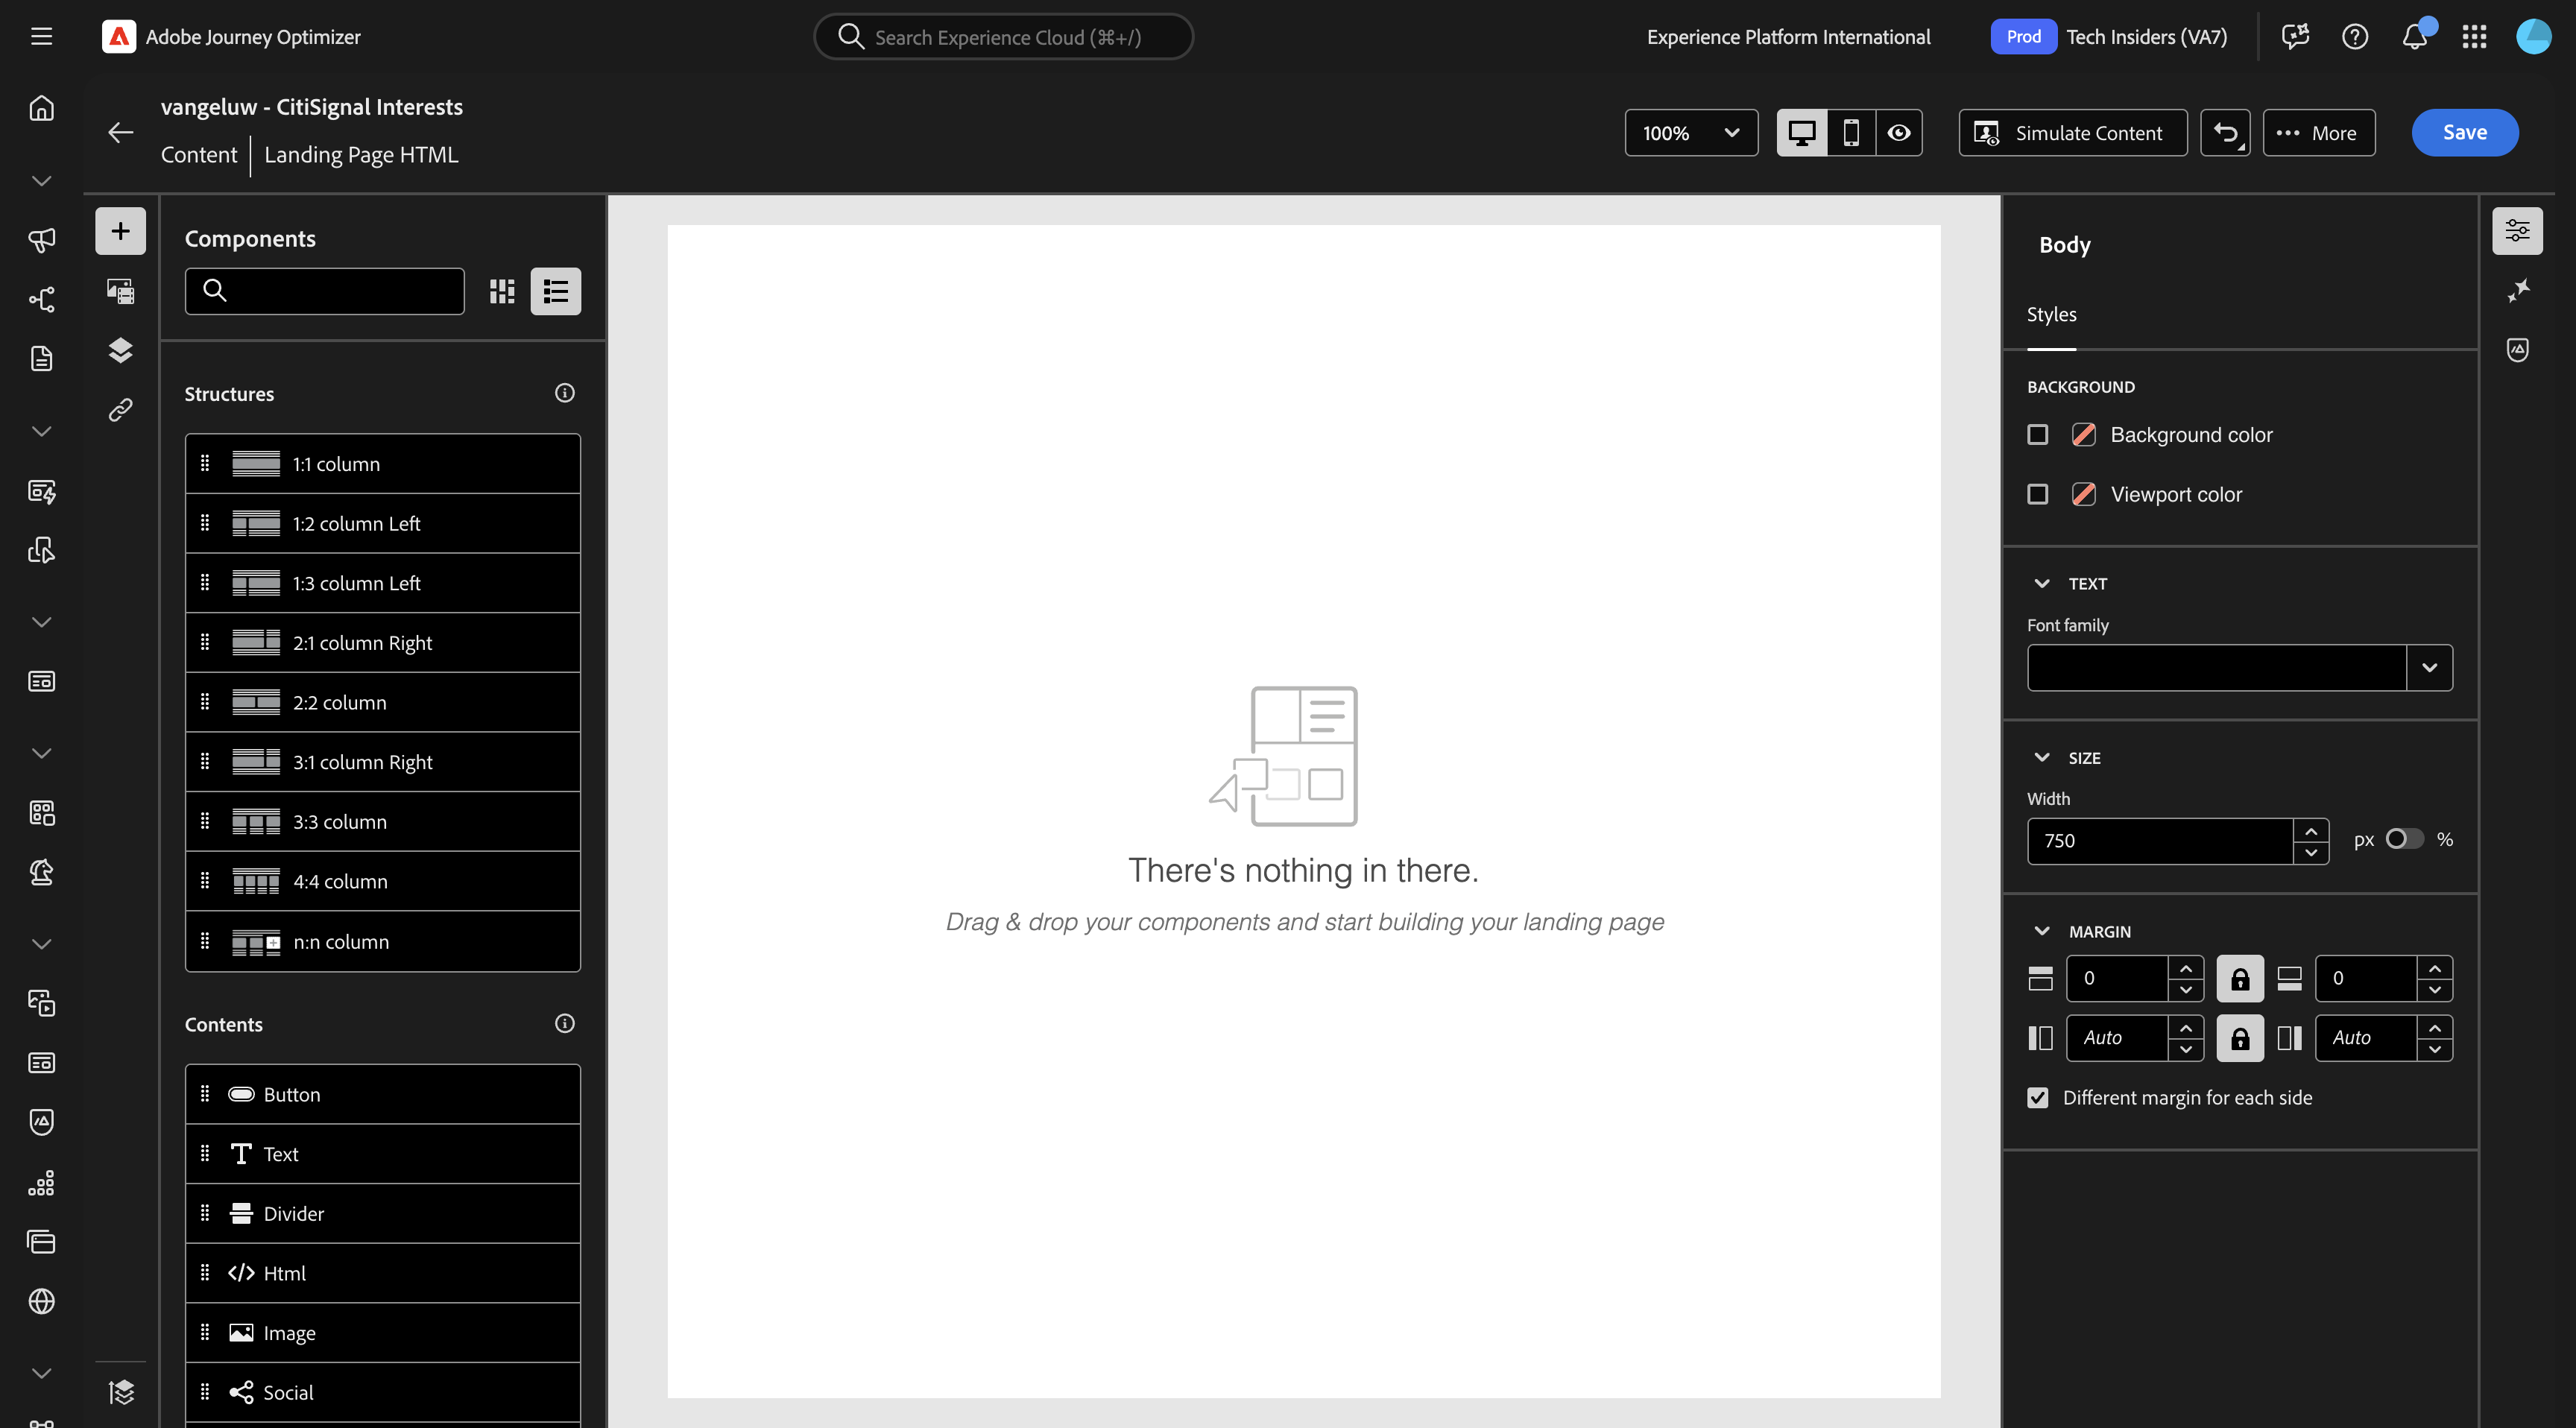 Adobe Journey Optimizer
Search Experience Cloud (⌘+/)
Experience Platform International
Prod
Tech Insiders (VA7)
vangeluw - CitiSignal Interests
Content
Landing Page HTML
100%
Simulate Content
More
Save
Components
Structures
1:1 column
1:2 column Left
1:3 column Left
2:1 column Right
2:2 column
3:1 column Right
3:3 column
4:4 column
n:n column
Contents
Button
Text
Divider
Html
Image
Social
There's nothing in there.
Drag & drop your components and start building your landing page
Body
Styles
BACKGROUND
Background color
Viewport color
TEXT
Font family
SIZE
Width
750
px
%
MARGIN
0
0
Auto
Auto
Different margin for each side